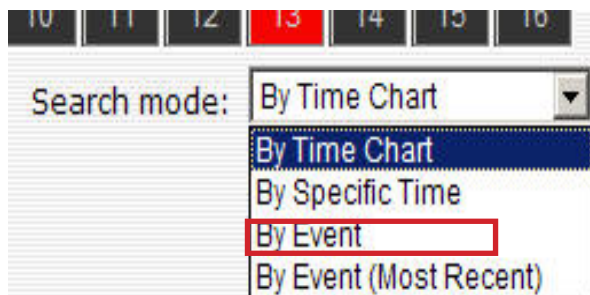 10 11 12 13 14 15 16
Search mode: By Time Chart
By Time Chart
By Specific Time
By Event
By Event (Most Recent)